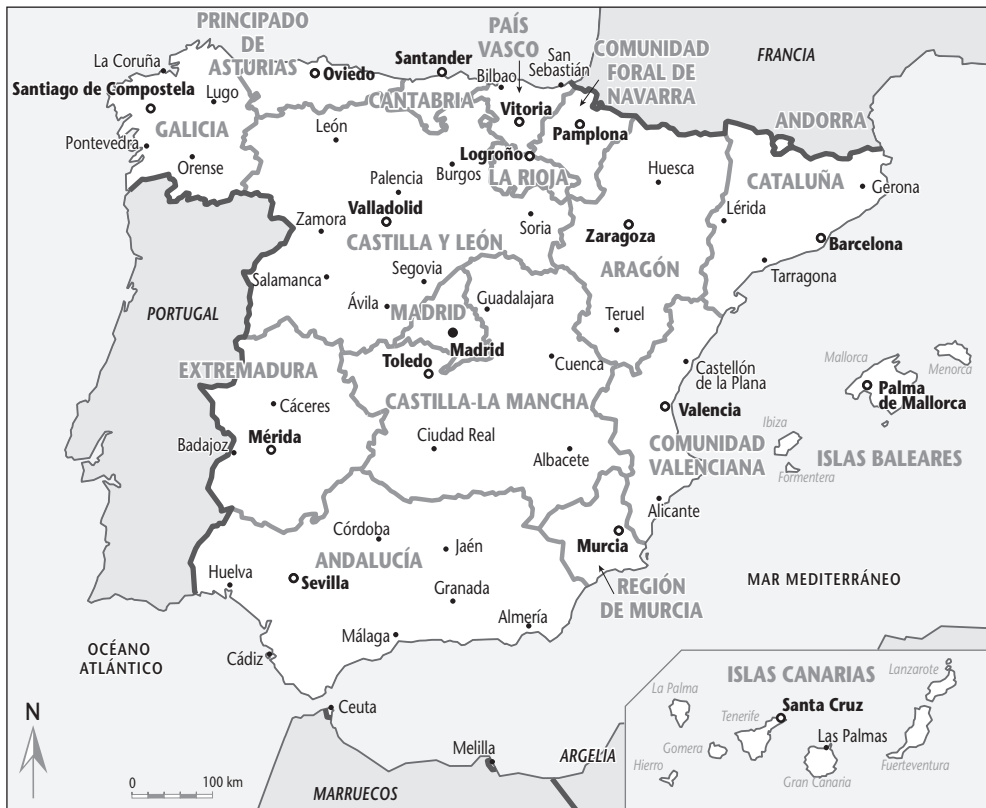 PRINCIPADO
DE
ASTURIAS
PAÍS
VASCO
COMUNIDAD
FORAL DE
NAVARRA
FRANCIA
La Coruña
Oviedo
Santander
Bilbao
San
Sebastián
Santiago de Compostela
Lugo
CANTABRIA
Vitoria
Pamplona
ANDORRA
GALICIA
León
Pontevedra
Orense
Logroño
Burgos
LA RIOJA
Huesca
CATALUÑA
Gerona
Palencia
Valladolid
Zamora
Soria
Zaragoza
Lérida
Barcelona
CASTILLA Y LEÓN
Segovia
ARAGÓN
Tarragona
Salamanca
Ávila
MADRID
Guadalajara
Teruel
PORTUGAL
Madrid
Toledo
Cuenca
Castellón
de la Plana
Mallorca
Menorca
EXTREMADURA
Palma
de Mallorca
Cáceres
CASTILLA-LA MANCHA
Valencia
Ibiza
Badajoz
Mérida
Ciudad Real
Albacete
COMUNIDAD
VALENCIANA
ISLAS BALEARES
Formentera
Alicante
Córdoba
Jaén
Murcia
ANDALUCÍA
Huelva
Sevilla
Granada
REGIÓN
DE MURCIA
MAR MEDITERRÁNEO
Almería
Málaga
OCÉANO
ATLÁNTICO
Cádiz
ISLAS CANARIAS
Lanzarote
La Palma
Santa Cruz
Tenerife
Ceuta
N
Las Palmas
Gomera
Melilla
ARGELIA
Hierro
Gran Canaria
Fuerteventura
0 100 km
MARRUECOS